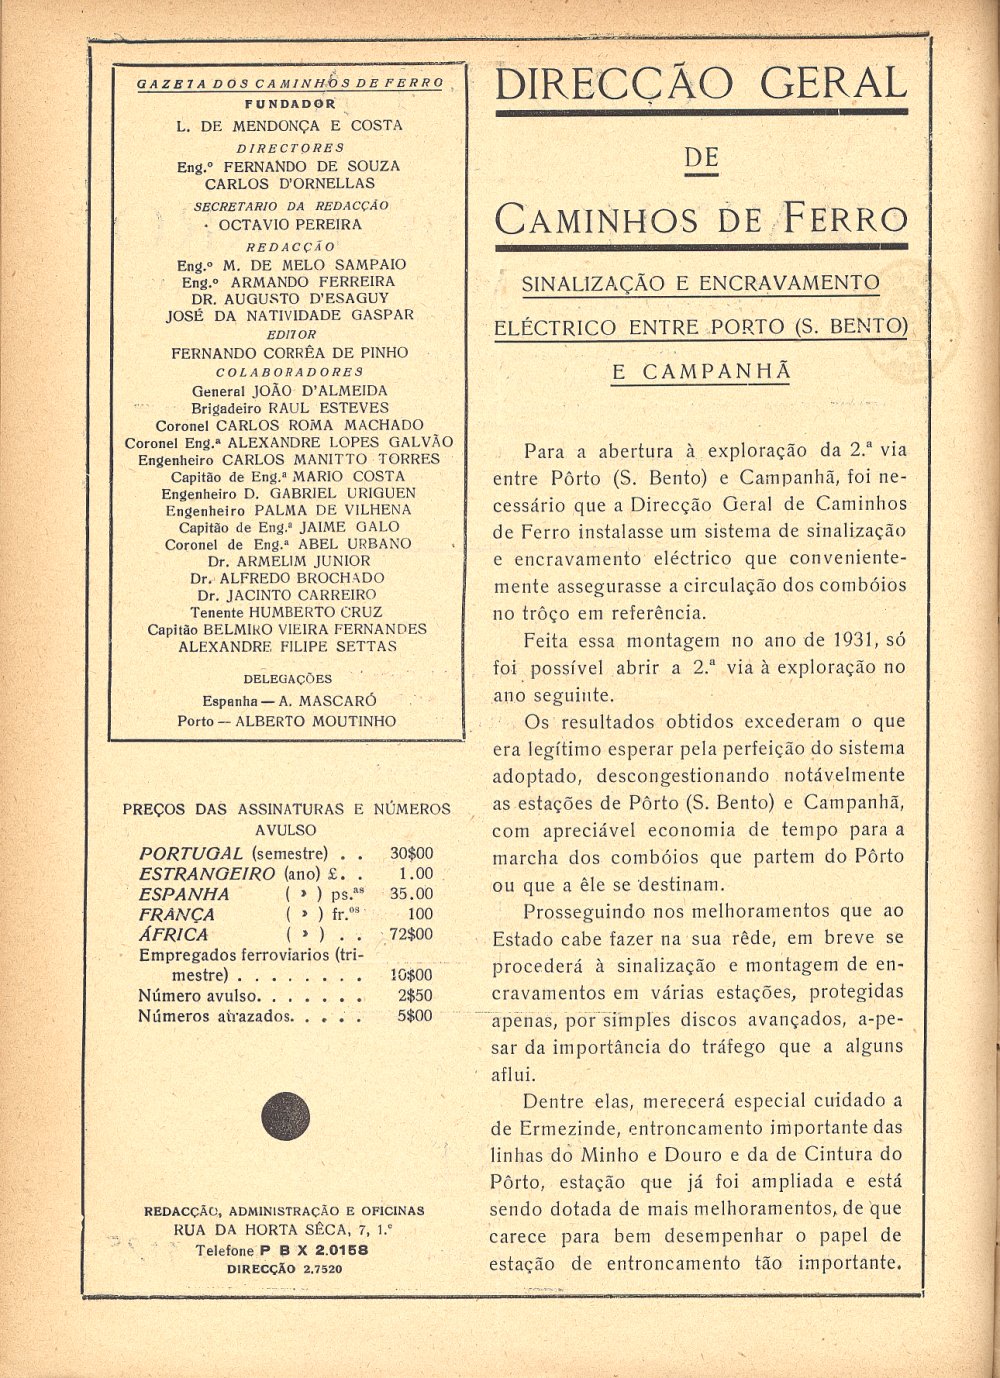 GAZETA DOS CAMINHOS DE FERRO
FUNDADOR
L. DE MENDONÇA E COSTA
DIRECTORES
Eng.º FERNANDO DE SOUZA
CARLOS D'ORNELLAS
SECRETARIO DA REDACÇÃO
OCTAVIO PEREIRA
REDACÇÃO
Eng.º M. DE MELO SAMPAIO
Eng.º ARMANDO FERREIRA
DR. AUGUSTO D'ESAGUY
JOSÉ DA NATIVIDADE GASPAR
EDITOR
FERNANDO CORRÊA DE PINHO
COLABORADORES
General JOÃO D'ALMEIDA
Brigadeiro RAUL ESTEVES
Coronel CARLOS ROMA MACHADO
Coronel Eng.ª ALEXANDRE LOPES GALVÃO
Engenheiro CARLOS MANITTO TORRES
Capitão de Eng.ª MARIO COSTA
Engenheiro D. GABRIEL URIGUEN
Engenheiro PALMA DE VILHENA
Capitão de Eng.ª JAIME GALO
Coronel de Eng.ª ABEL URBANO
Dr. ARMELIM JUNIOR
Dr. ALFREDO BROCHADO
Dr. JACINTO CARREIRO
Tenente HUMBERTO CRUZ
Capitão BELMIRO VIEIRA FERNANDES
ALEXANDRE FILIPE SETTAS
DELEGAÇÕES
Espanha — A. MASCARÓ
Porto — ALBERTO MOUTINHO
PREÇOS DAS ASSINATURAS E NÚMEROS
AVULSO
PORTUGAL (semestre) . . 30$00
ESTRANGEIRO (ano) £. . 1.00
ESPANHA ( » ) ps.as 35.00
FRANÇA ( » ) fr.os 100
ÁFRICA ( » ) . . 72$00
Empregados ferroviarios (tri-
mestre) . . . . . . . . 10$00
Número avulso. . . . . . . 2$50
Números atrazados. . . . . 5$00
REDACÇÃO, ADMINISTRAÇÃO E OFICINAS
RUA DA HORTA SÊCA, 7, 1.º
Telefone P B X 2.0158
DIRECÇÃO 2.7520
DIRECÇÃO GERAL
DE
CAMINHOS DE FERRO
SINALIZAÇÃO E ENCRAVAMENTO
ELÉCTRICO ENTRE PORTO (S. BENTO)
E CAMPANHÃ
Para a abertura à exploração da 2.ª via
entre Pôrto (S. Bento) e Campanhã, foi ne-
cessário que a Direcção Geral de Caminhos
de Ferro instalasse um sistema de sinalização
e encravamento eléctrico que conveniente-
mente assegurasse a circulação dos combóios
no trôço em referência.
Feita essa montagem no ano de 1931, só
foi possível abrir a 2.ª via à exploração no
ano seguinte.
Os resultados obtidos excederam o que
era legítimo esperar pela perfeição do sistema
adoptado, descongestionando notávelmente
as estações de Pôrto (S. Bento) e Campanhã,
com apreciável economia de tempo para a
marcha dos combóios que partem do Pôrto
ou que a êle se destinam.
Prosseguindo nos melhoramentos que ao
Estado cabe fazer na sua rêde, em breve se
procederá à sinalização e montagem de en-
cravamentos em várias estações, protegidas
apenas, por simples discos avançados, a-pe-
sar da importância do tráfego que a alguns
aflui.
Dentre elas, merecerá especial cuidado a
de Ermezinde, entroncamento importante das
linhas do Minho e Douro e da de Cintura do
Pôrto, estação que já foi ampliada e está
sendo dotada de mais melhoramentos, de que
carece para bem desempenhar o papel de
estação de entroncamento tão importante.